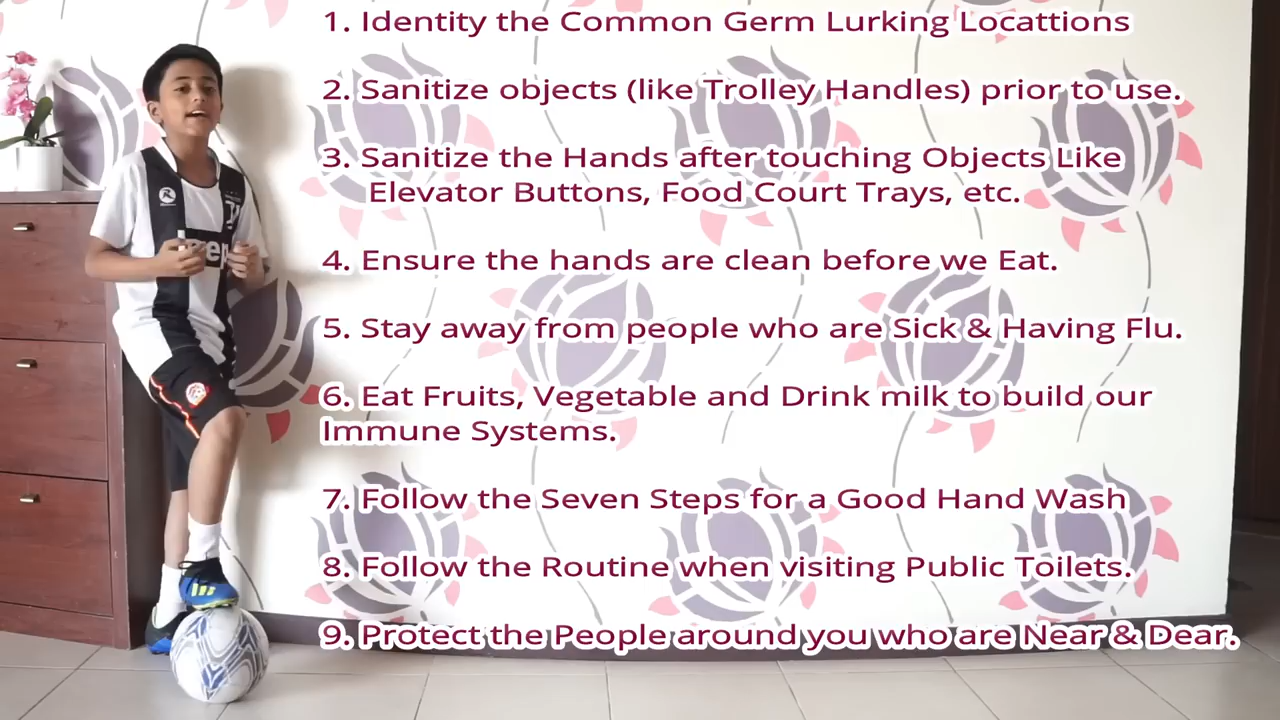 1. Identity the Common Germ Lurking Locattions
2. Sanitize objects (like Trolley Handles) prior to use.
3. Sanitize the Hands after touching Objects Like
Elevator Buttons, Food Court Trays, etc.
4. Ensure the hands are clean before we Eat.
5. Stay away from people who are Sick & Having Flu.
6. Eat Fruits, Vegetable and Drink milk to build our
Immune Systems.
7. Follow the Seven Steps for a Good Hand Wash
8. Follow the Routine when visiting Public Toilets.
9. Protect the People around you who are Near & Dear.